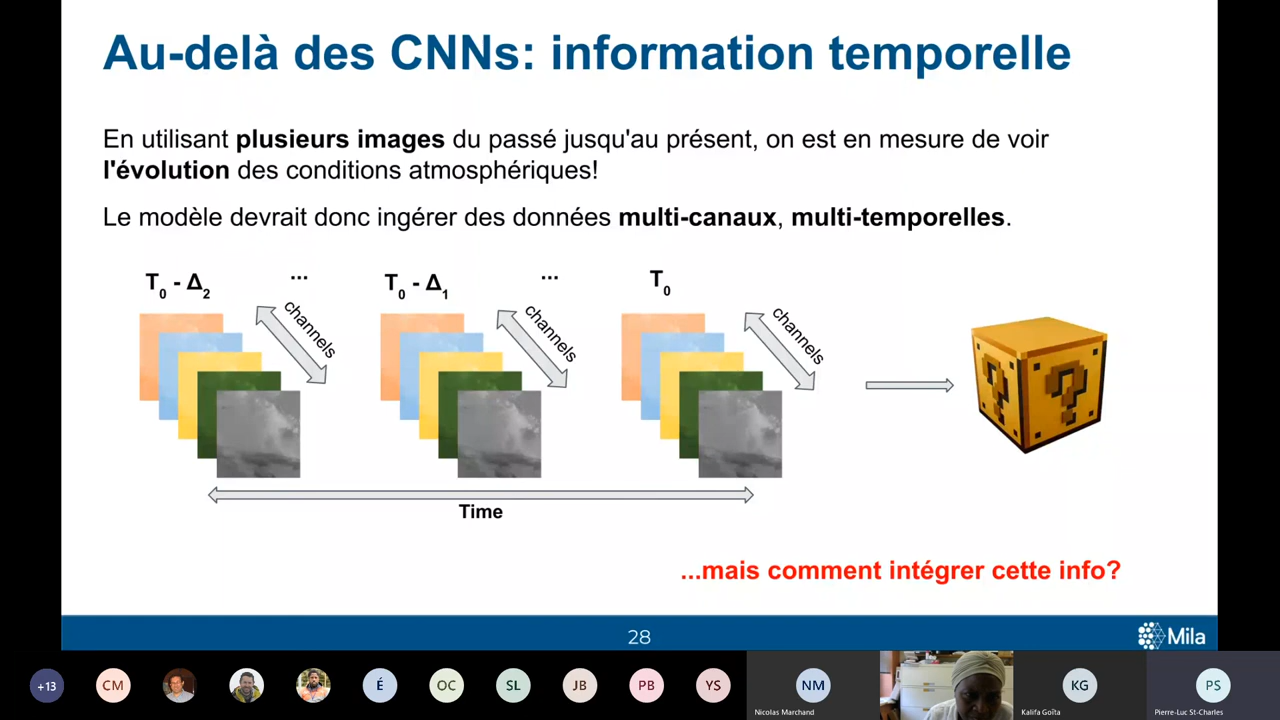 Au-delà des CNNs: information temporelle
En utilisant plusieurs images du passé jusqu'au présent, on est en mesure de voir
l'évolution des conditions atmosphériques!
Le modèle devrait donc ingérer des données multi-canaux, multi-temporelles.
T0 - Δ2 ... T0 - Δ1 ... T0
channels channels channels
? ?
Time
...mais comment intégrer cette info?
28
Mila
+13 CM É OC SL JB PB YS NM KG PS
Nicolas Marchand Kalifa Goïta Pierre-Luc St-Charles